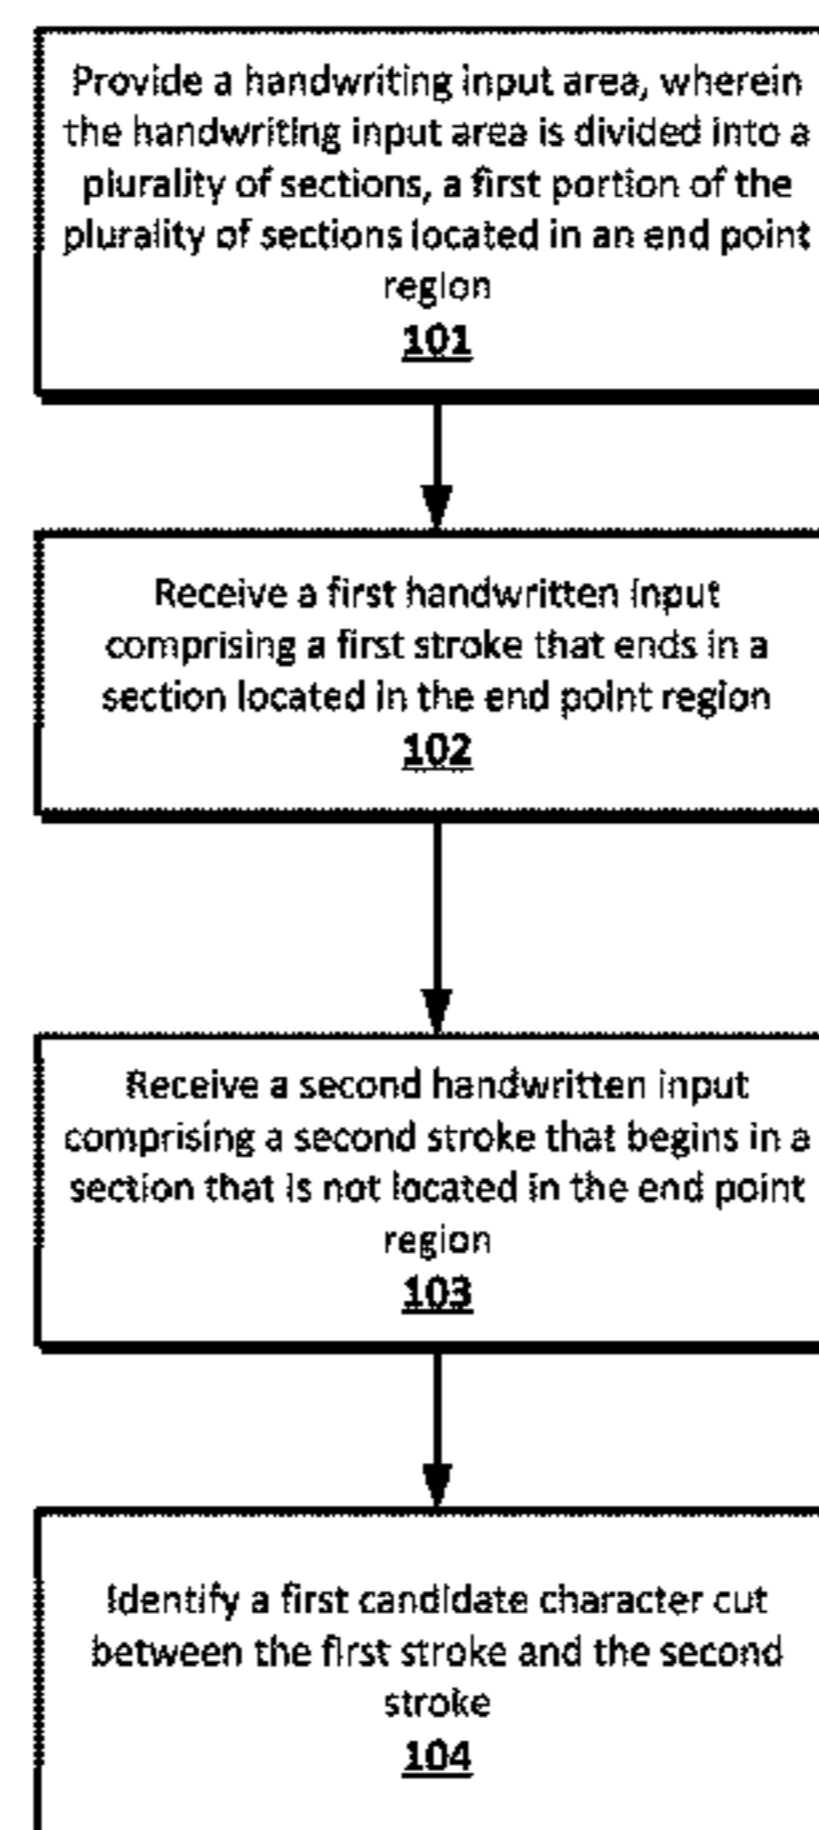 Provide a handwriting input area, wherein
the handwriting input area is divided into a
plurality of sections, a first portion of the
plurality of sections located in an end point
region
101
Receive a first handwritten input
comprising a first stroke that ends in a
section located in the end point region
102
Receive a second handwritten input
comprising a second stroke that begins in a
section that is not located in the end point
region
103
Identify a first candidate character cut
between the first stroke and the second
stroke
104